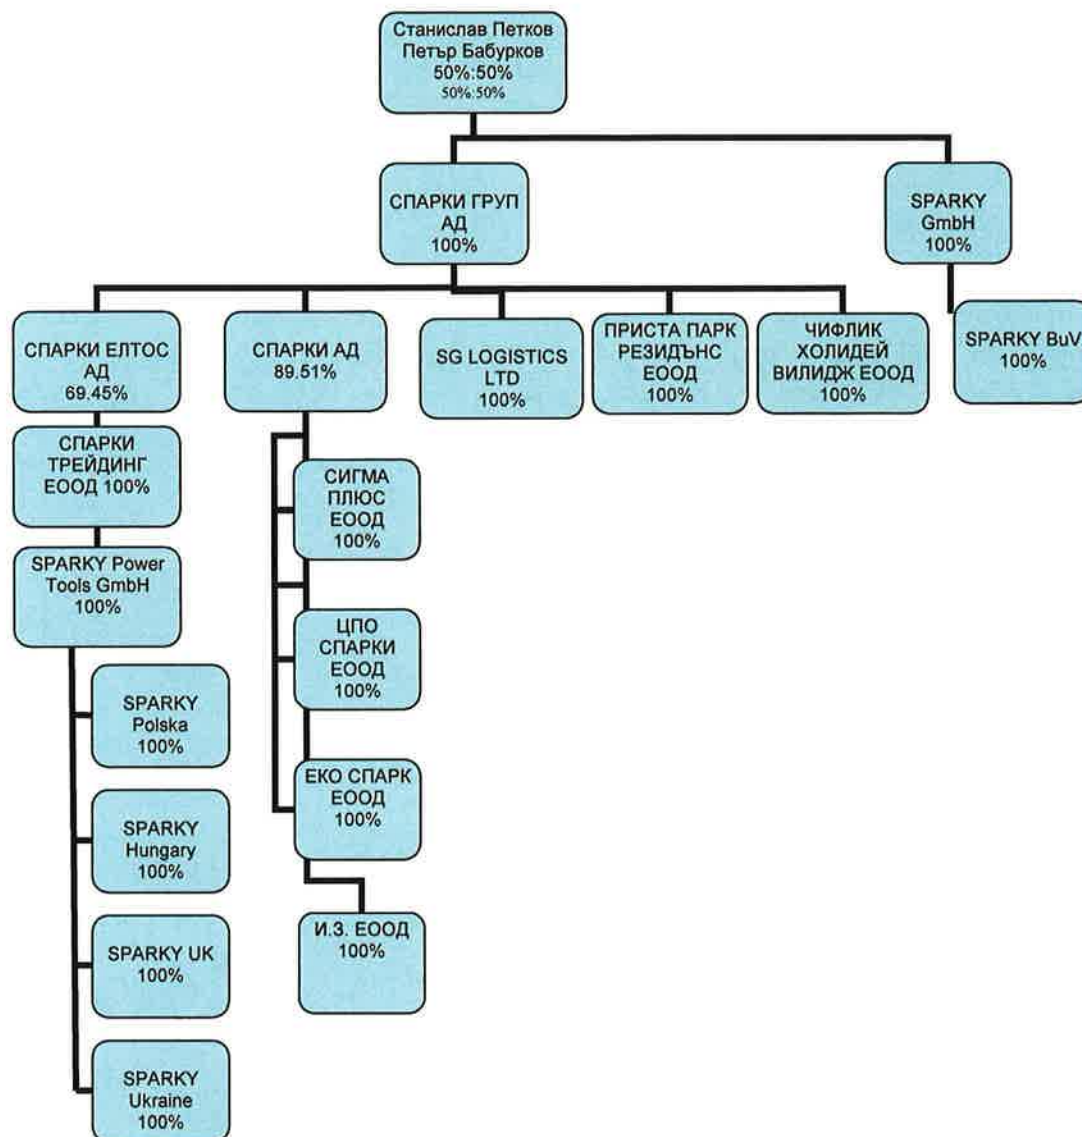 Станислав Петков
Петър Бабурков
50%:50%
50%:50%
СПАРКИ ГРУП
АД
100%
SPARKY
GmbH
100%
СПАРКИ ЕЛТОС
АД
69.45%
СПАРКИ АД
89.51%
SG LOGISTICS
LTD
100%
ПРИСТА ПАРК
РЕЗИДЪНС
ЕООД
100%
ЧИФЛИК
ХОЛИДЕЙ
ВИЛИДЖ ЕООД
100%
SPARKY BuV
100%
СПАРКИ
ТРЕЙДИНГ
ЕООД 100%
SPARKY Power
Tools GmbH
100%
SPARKY
Polska
100%
SPARKY
Hungary
100%
SPARKY UK
100%
SPARKY
Ukraine
100%
СИГМА
ПЛЮС
ЕООД
100%
ЦПО
СПАРКИ
ЕООД
100%
ЕКО СПАРК
ЕООД
100%
И.З. ЕООД
100%